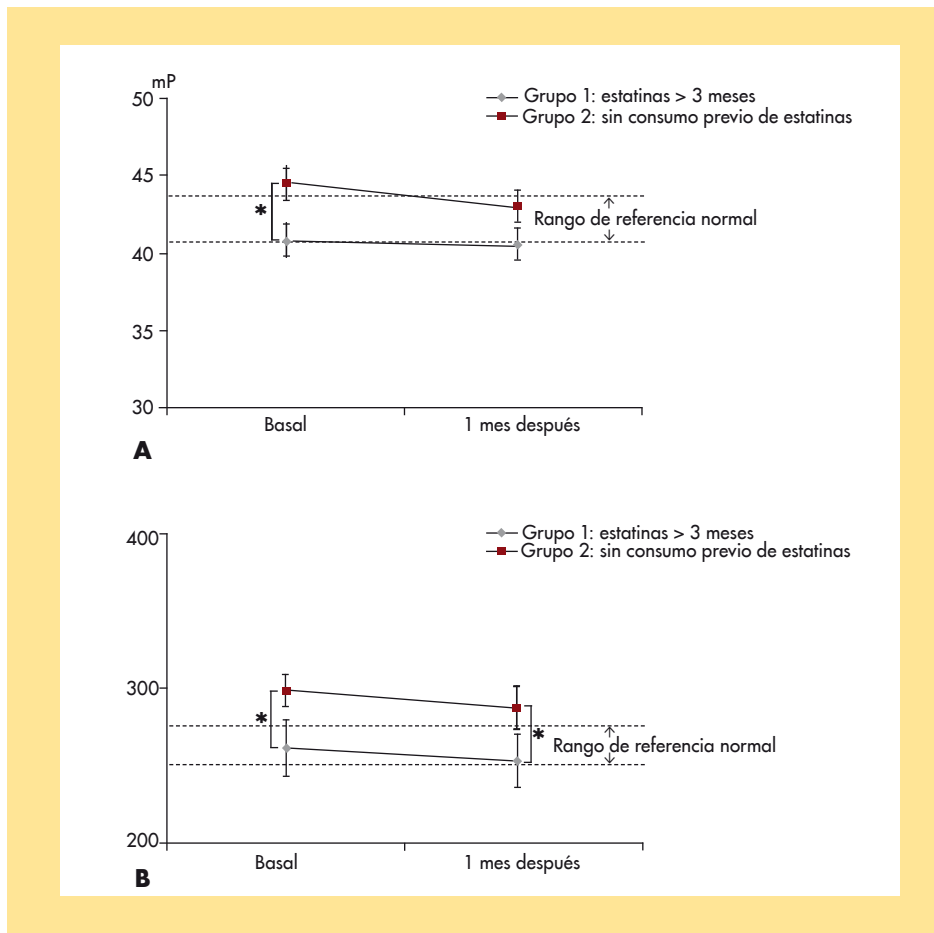 mP
50
Grupo 1: estatinas > 3 meses
Grupo 2: sin consumo previo de estatinas
45
*
Rango de referencia normal
40
35
30
Basal 1 mes después
A
400
Grupo 1: estatinas > 3 meses
Grupo 2: sin consumo previo de estatinas
300
*
*
Rango de referencia normal
200
Basal 1 mes después
B